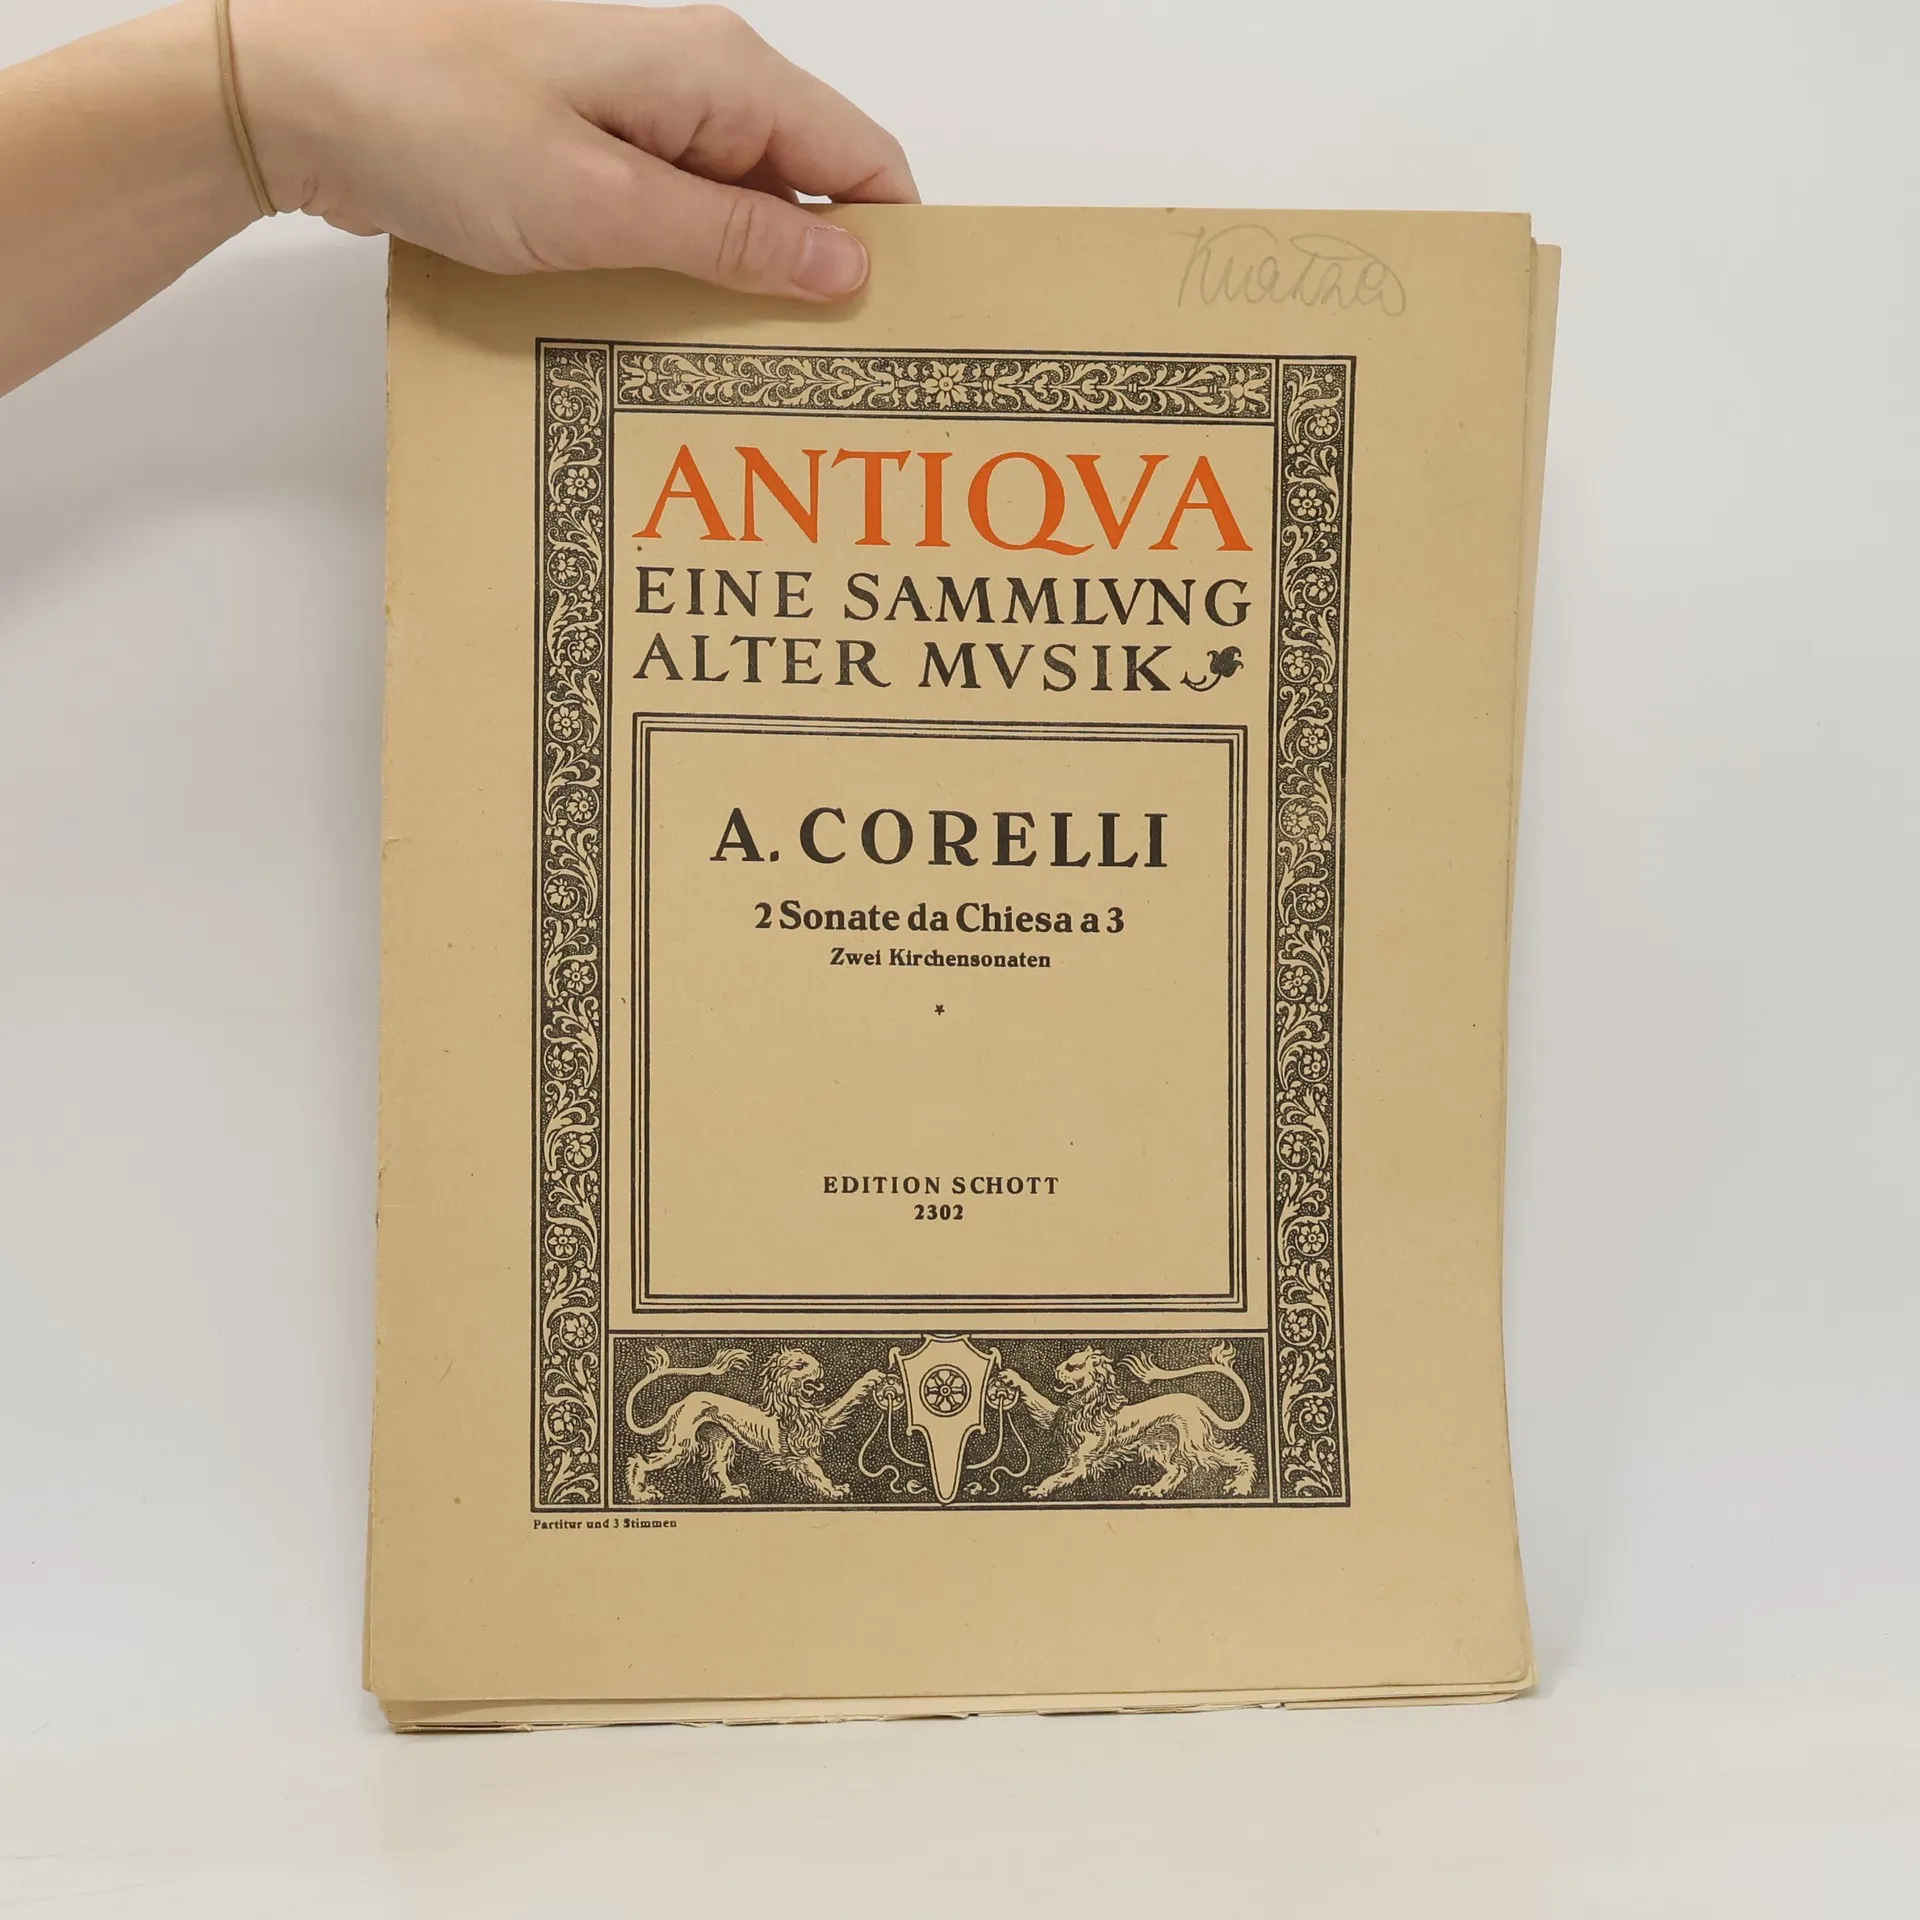 ANTIQVA
EINE SAMMLVNG
ALTER MVSIK
A. CORELLI
2 Sonate da Chiesa a 3
Zwei Kirchensonaten
*
EDITION SCHOTT
2302
Partitur und 3 Stimmen